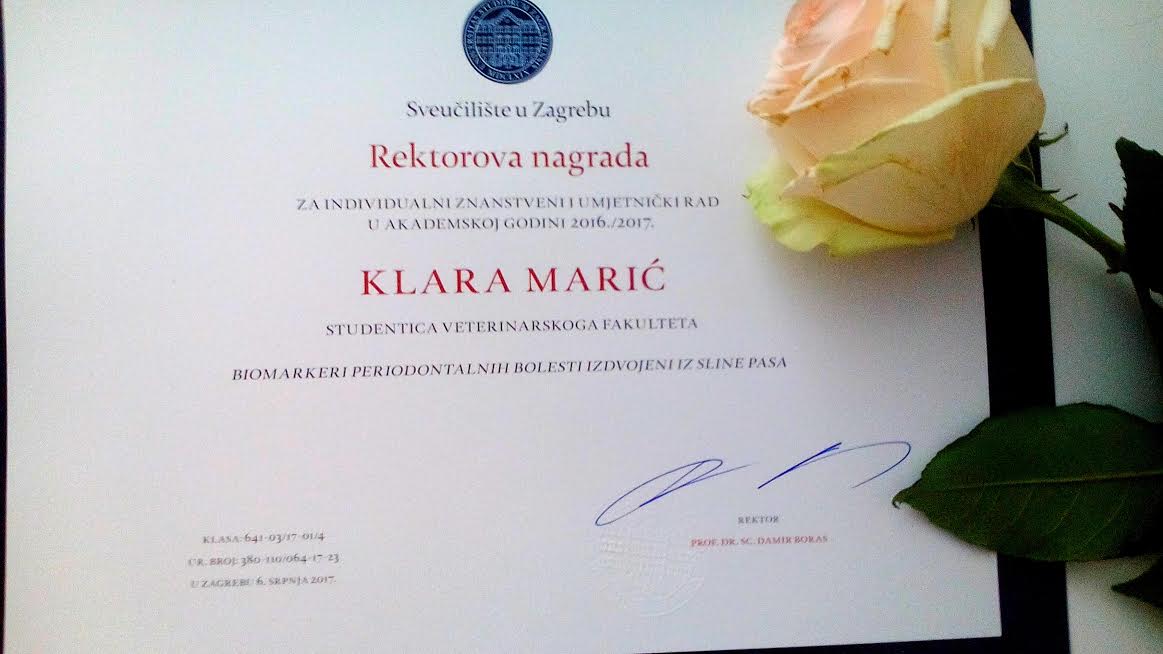 Sveučilište u Zagrebu
Rektorova nagrada
ZA INDIVIDUALNI ZNANSTVENI I UMJETNIČKI RAD
U AKADEMSKOJ GODINI 2016./2017.
KLARA MARIĆ
STUDENTICA VETERINARSKOGA FAKULTETA
BIOMARKERI PERIODONTALNIH BOLESTI IZDVOJENI IZ SLINE PASA
REKTOR
PROF. DR. SC. DAMIR BORAS
KLASA: 641-03/17-01/4
UR. BROJ: 380-110/064-17-23
U ZAGREBU 6. SRPNJA 2017.